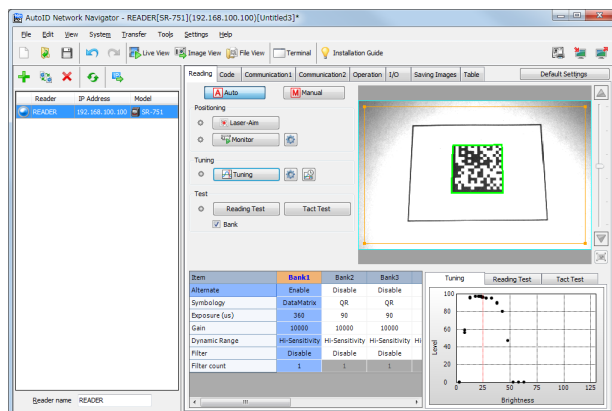 AutoID Network Navigator - READER[SR-751](192.168.100.100)[Untitled3]*
File Edit View System Transfer Tools Settings Help
Live View Image View File View Terminal Installation Guide
Reading Code Communication1 Communication2 Operation I/O Saving Images Table Default Settings
Reader IP Address Model
READER 192.168.100.100 SR-751
A Auto M Manual
Positioning
Laser-Aim
Monitor
Tuning
Tuning
Test
Reading Test Tact Test
Bank
Item Bank1 Bank2 Bank3
Alternate Enable Disable Disable
Symbology DataMatrix QR QR
Exposure (us) 360 90 90
Gain 10000 10000 10000
Dynamic Range Hi-Sensitivity Hi-Sensitivity Hi-Sensitivity Hi
Filter Disable Disable Disable
Filter count 1 1 1
Tuning Reading Test Tact Test
100
80
60
40
20
0
Level
0 25 50 75 100 125
Brightness
Reader name READER